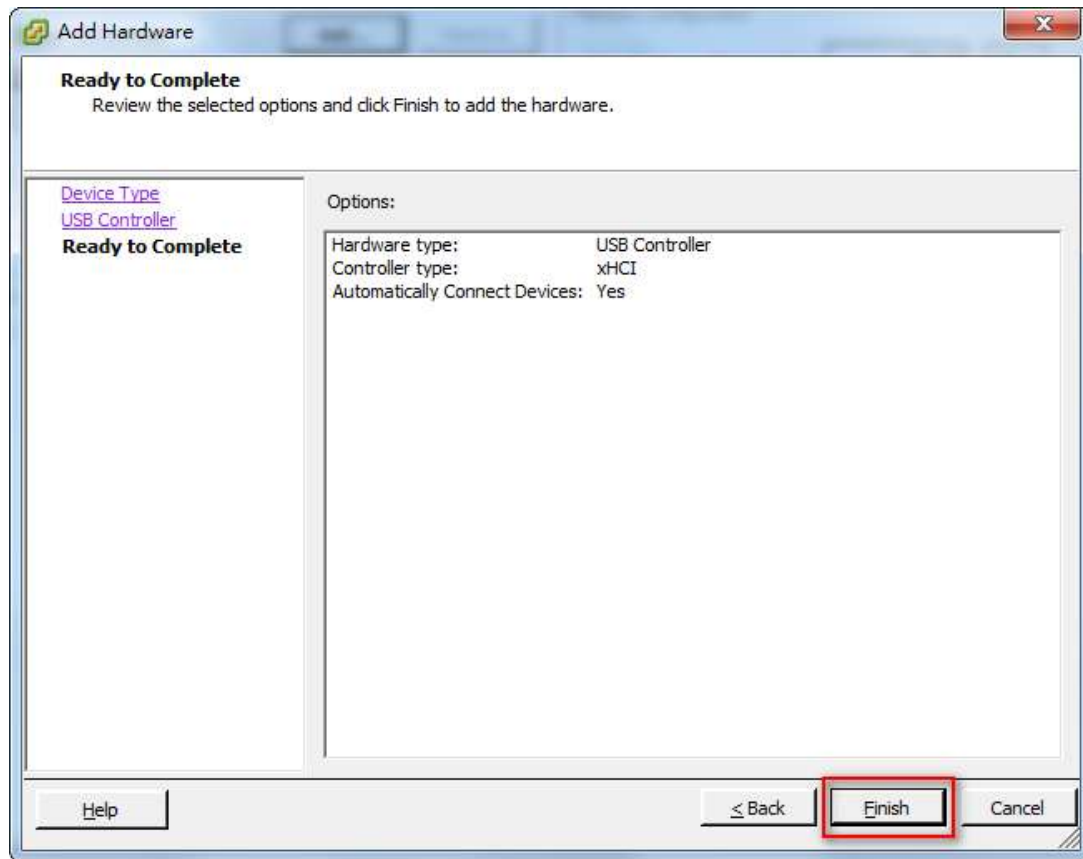 Add Hardware
Ready to Complete
Review the selected options and click Finish to add the hardware.
Device Type
USB Controller
Ready to Complete
Options:
Hardware type: USB Controller
Controller type: xHCI
Automatically Connect Devices: Yes
Help
< Back
Finish
Cancel